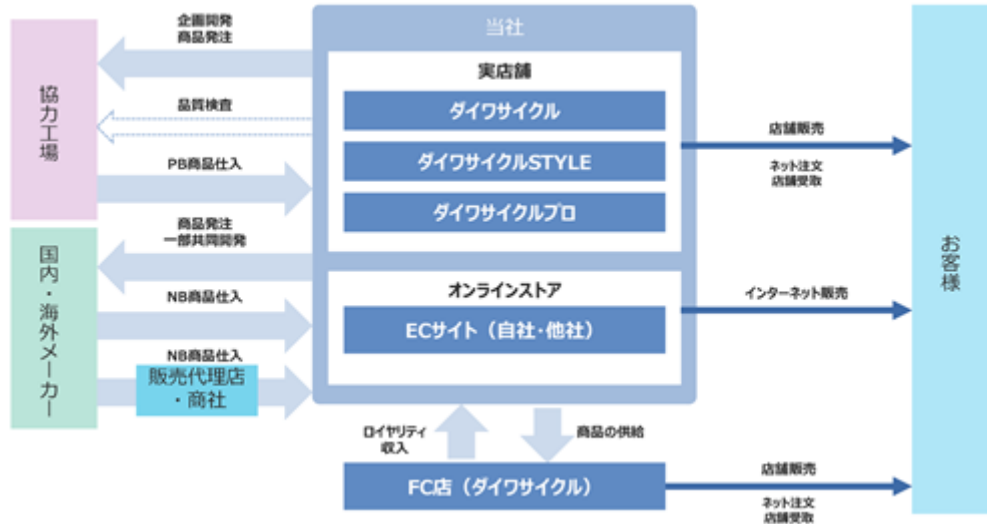 企画開発
商品発注
当社
実店舗
協力工場
ダイワサイクル
品質検査
店舗販売
ダイワサイクルSTYLE
PB商品仕入
ネット注文
店舗受取
ダイワサイクルプロ
商品発注
一部共同開発
お客様
国内・海外メーカー
オンラインストア
NB商品仕入
インターネット販売
ECサイト（自社・他社）
NB商品仕入
販売代理店
・商社
ロイヤリティ
収入
商品の供給
FC店（ダイワサイクル）
店舗販売
ネット注文
店舗受取